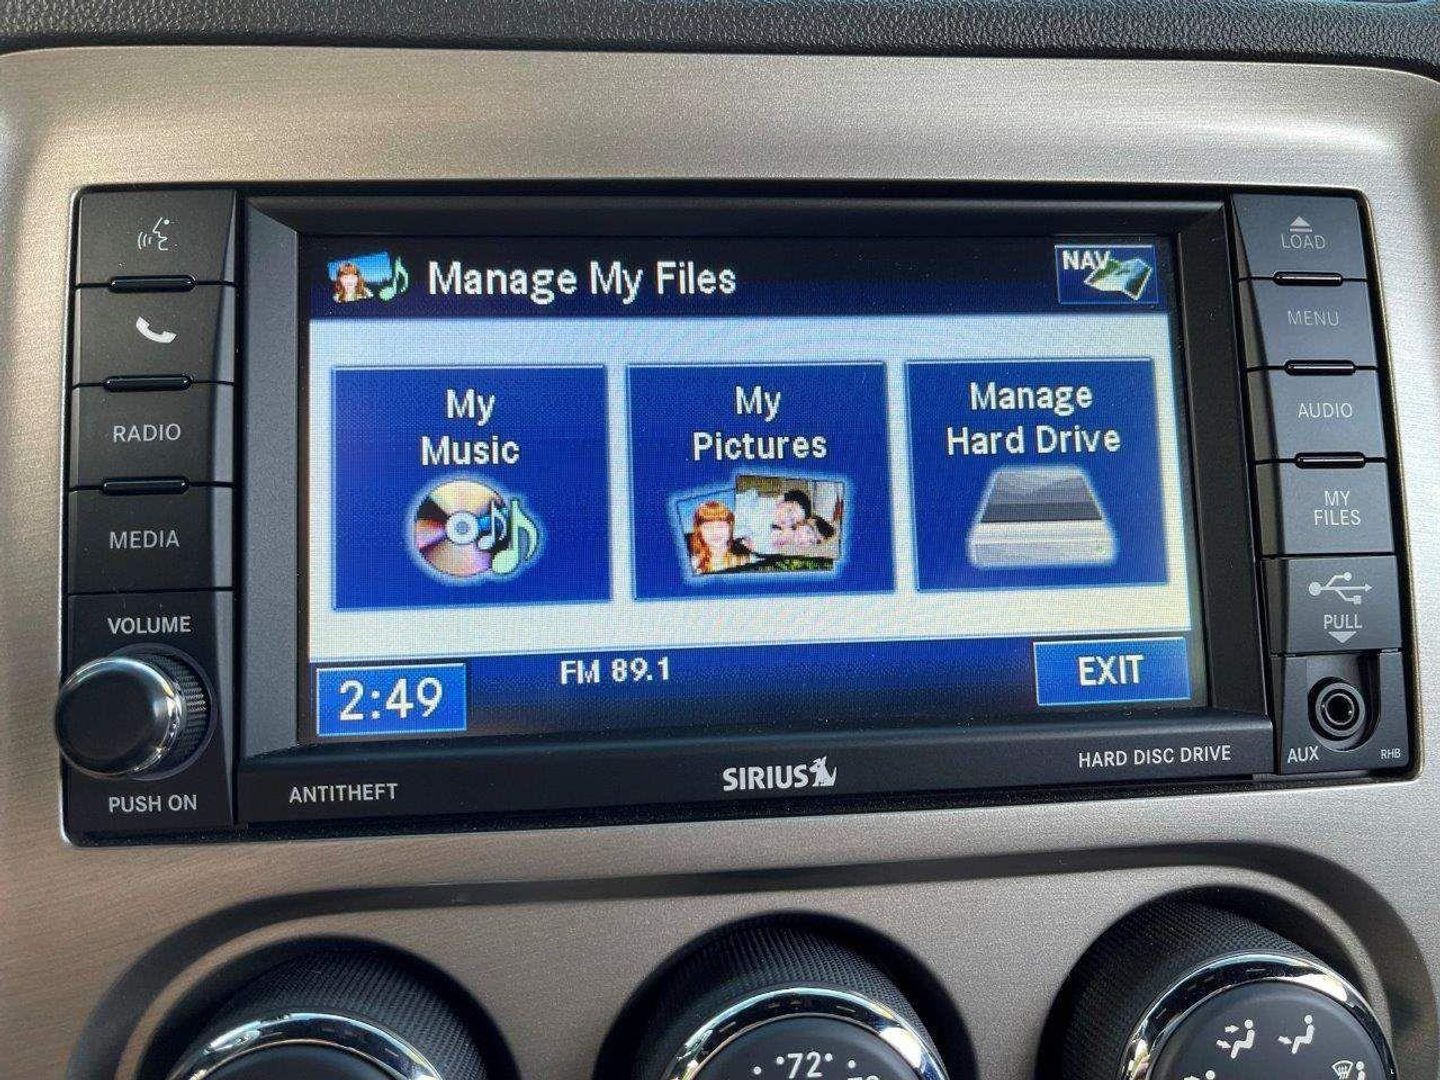 LOAD
MENU
AUDIO
MY
FILES
PULL
AUX
RHB
RADIO
MEDIA
VOLUME
PUSH ON
Manage My Files
NAV
My
Music
My
Pictures
Manage
Hard Drive
2:49
FM 89.1
EXIT
ANTITHEFT
SIRIUS
HARD DISC DRIVE
72